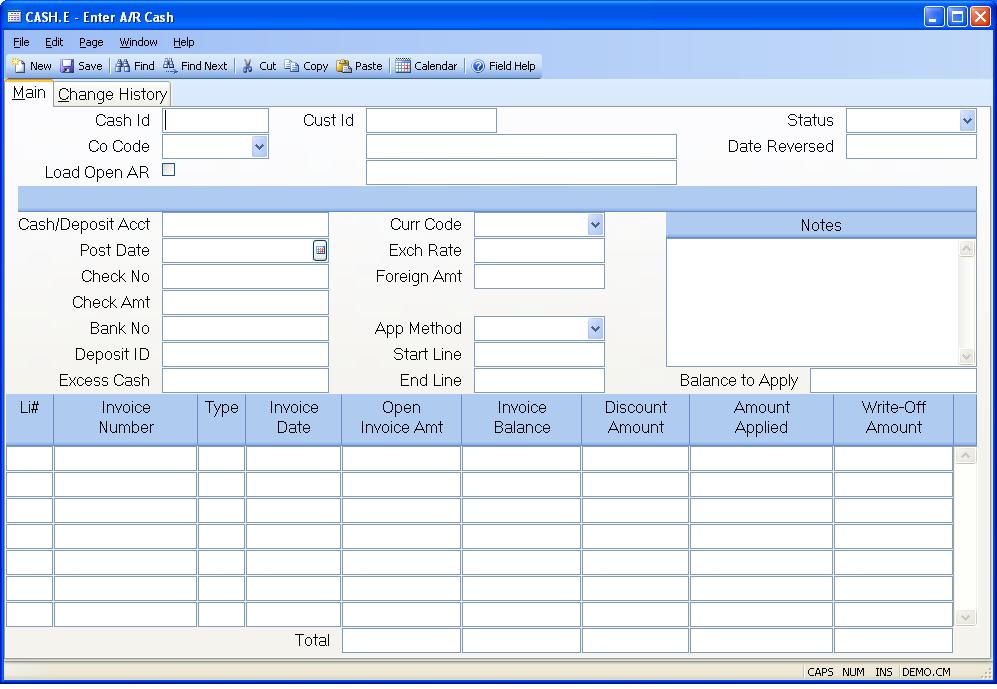 CASH.E - Enter A/R Cash
File Edit Page Window Help
New Save Find Find Next Cut Copy Paste Calendar Field Help
Main Change History
Cash Id Cust Id Status
Co Code Date Reversed
Load Open AR
Cash/Deposit Acct Curr Code Notes
Post Date Exch Rate
Check No Foreign Amt
Check Amt
Bank No App Method
Deposit ID Start Line
Excess Cash End Line Balance to Apply
Li# Invoice Type Invoice Open Invoice Discount Amount Write-Off
Number Date Invoice Amt Balance Amount Applied Amount
Total
CAPS NUM INS DEMO.CM